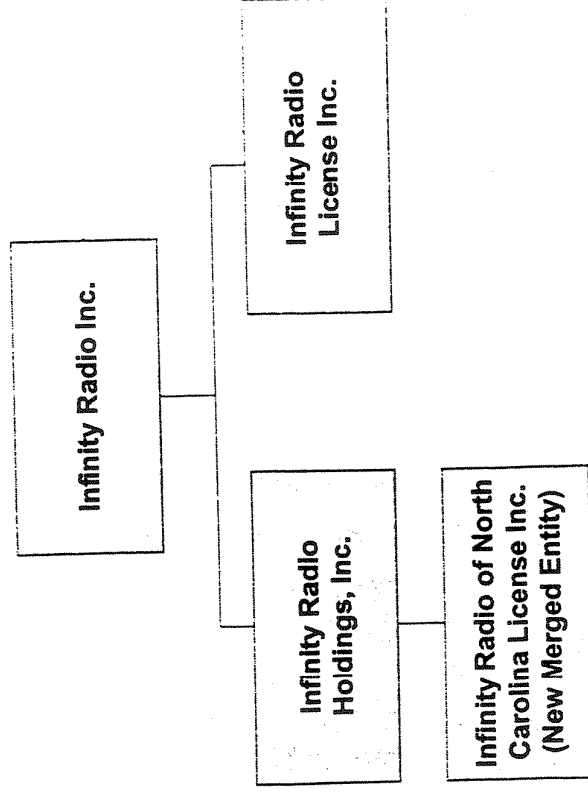 Infinity Radio Inc.
Infinity Radio
Holdings, Inc.
Infinity Radio
License Inc.
Infinity Radio of North
Carolina License Inc.
(New Merged Entity)